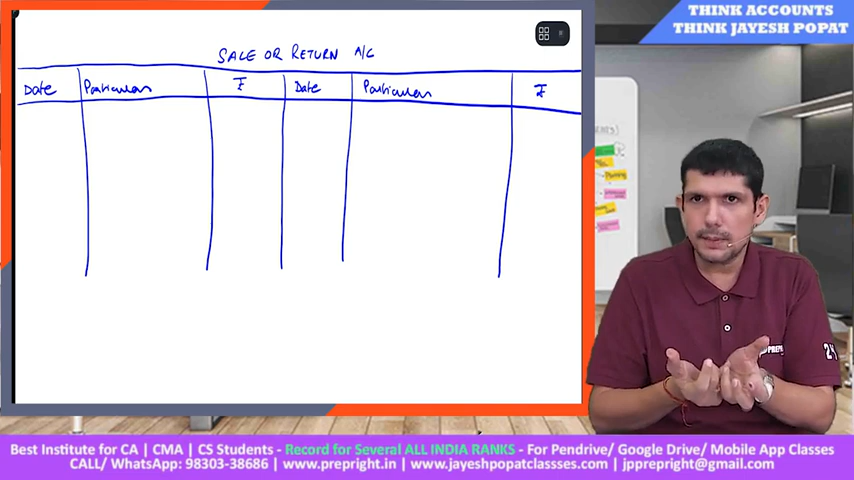 THINK ACCOUNTS
THINK JAYESH POPAT
SALE OR RETURN A/C
Date Particulars ₹ Date Particulars ₹
Planning
24
Best Institute for CA | CMA | CS Students - Record for Several ALL INDIA RANKS - For Pendrive/ Google Drive/ Mobile App Classes
CALL/ WhatsApp: 98303-38686 | www.prepright.in | www.jayeshpopatclassses.com | jpprepright@gmail.com